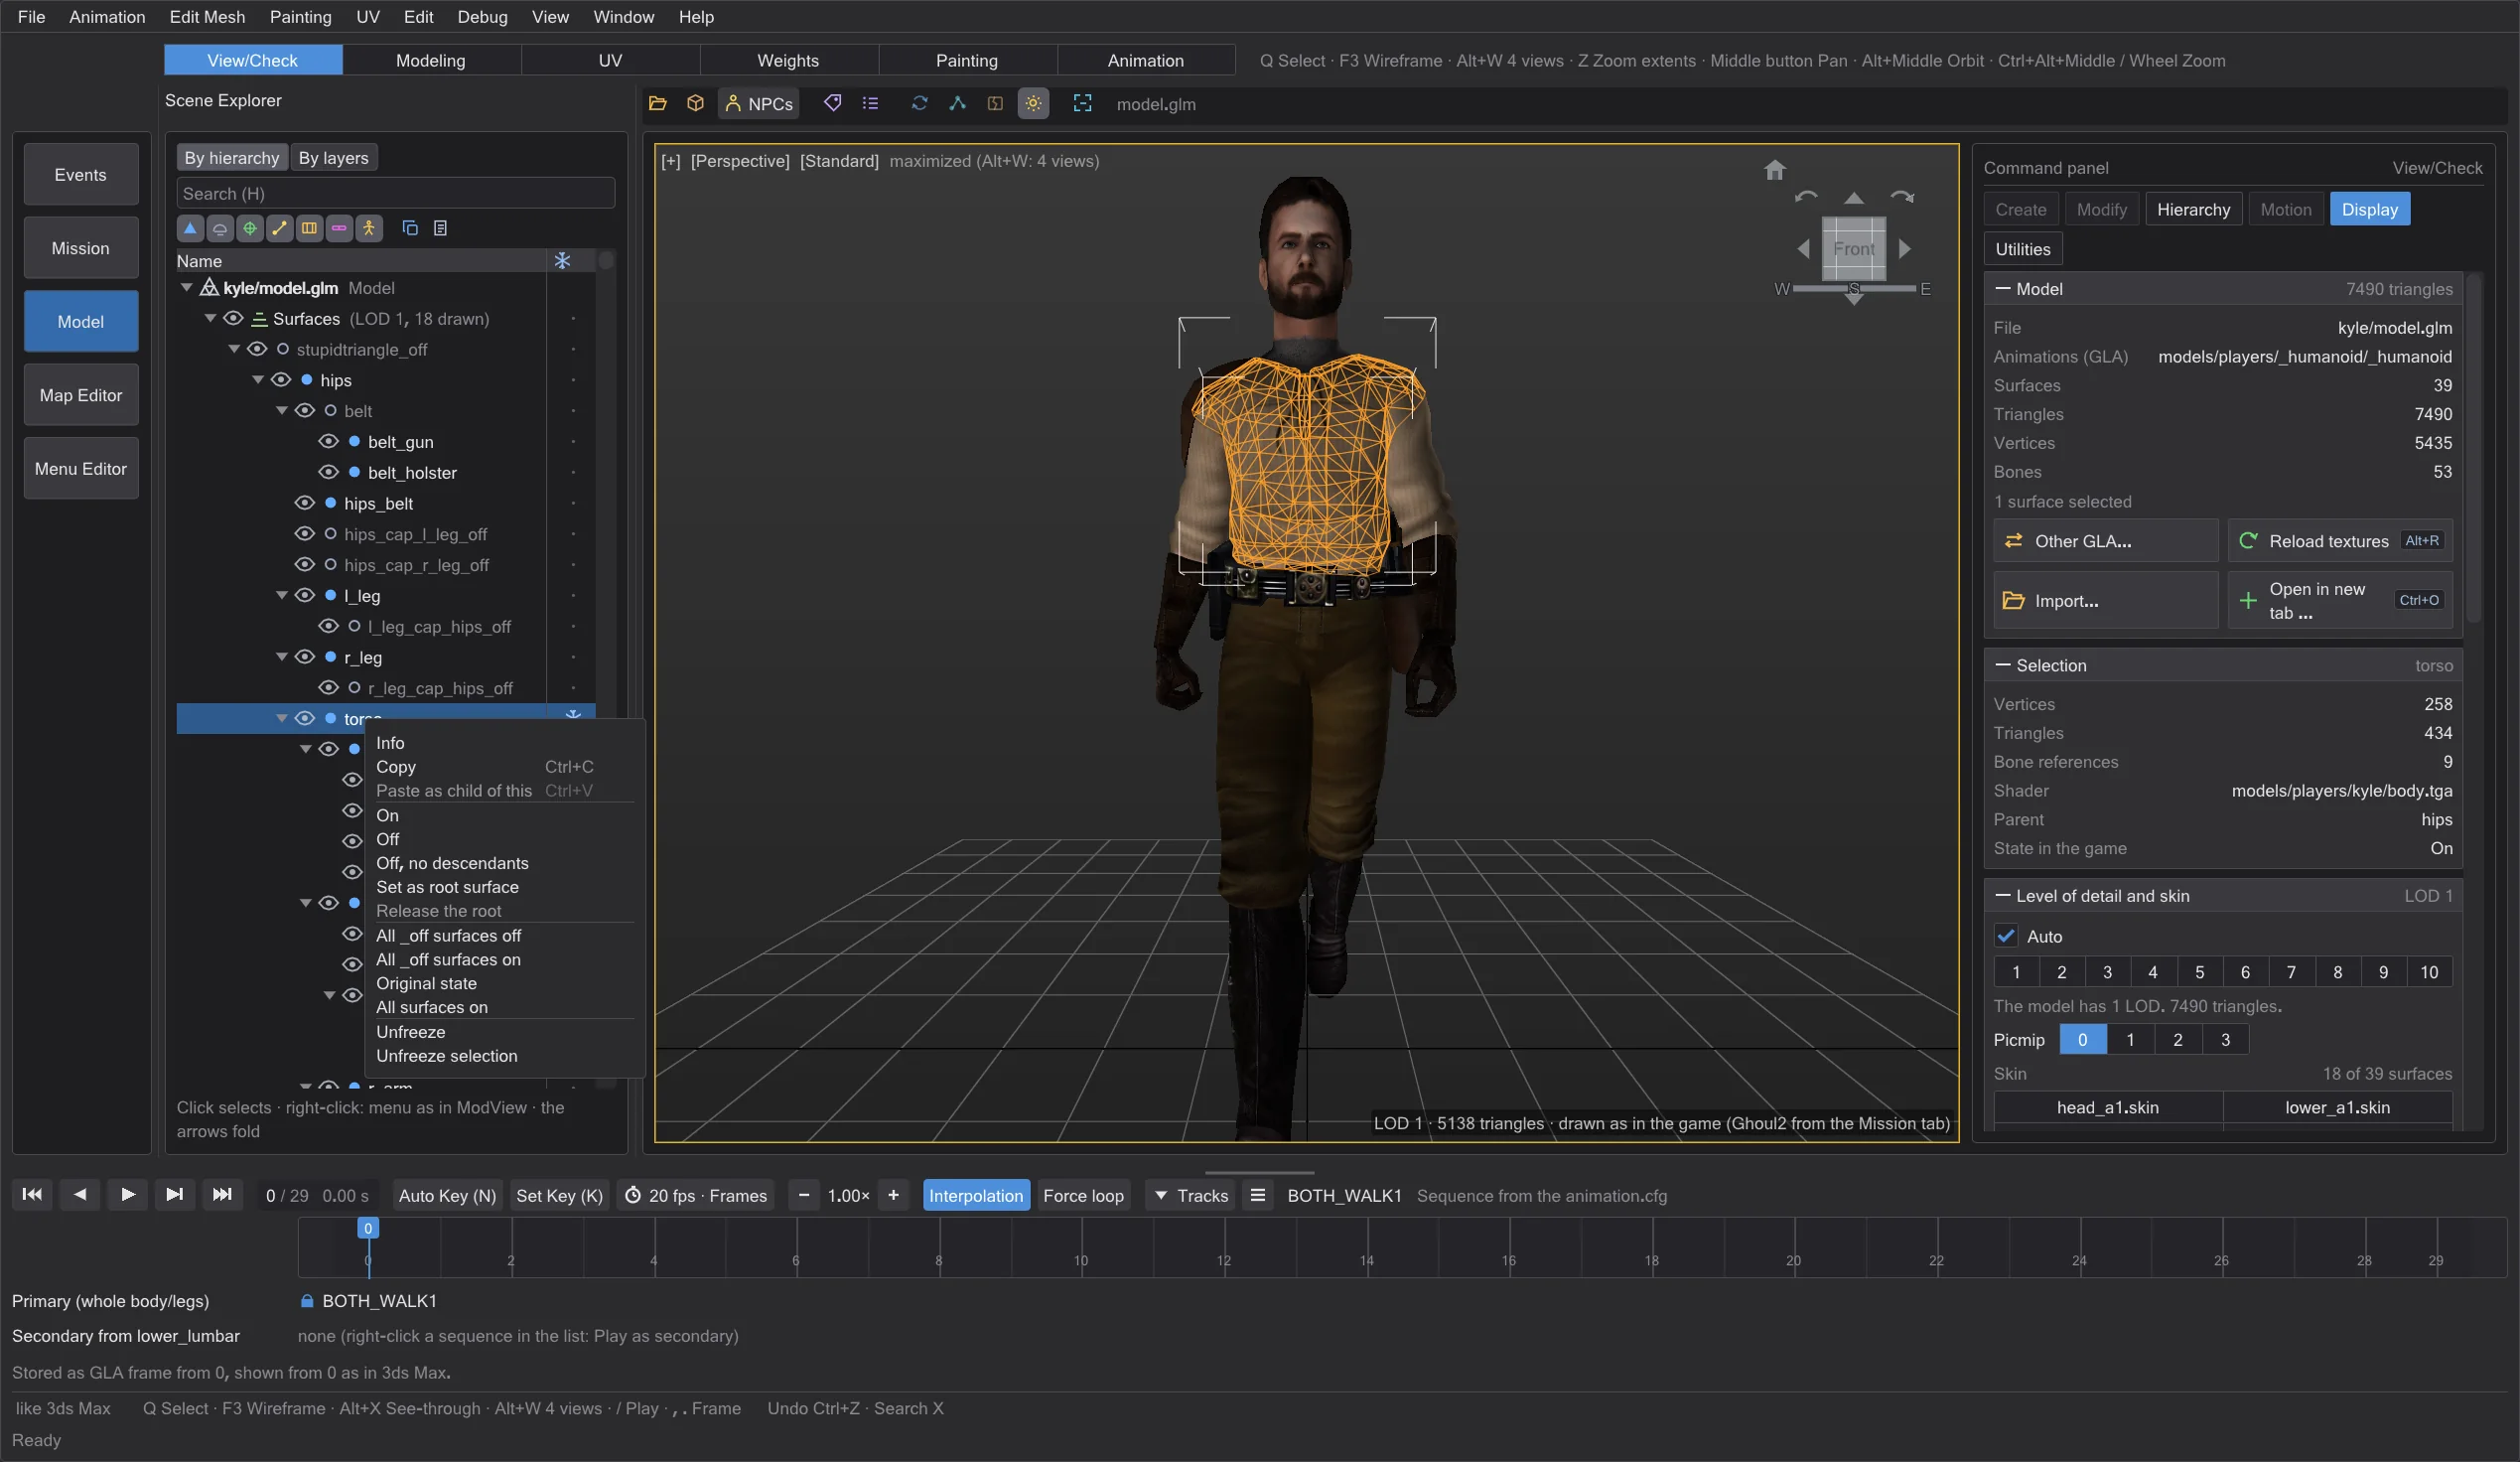 File Animation Edit Mesh Painting UV Edit Debug View Window Help
View/Check Modeling UV Weights Painting Animation Q Select · F3 Wireframe · Alt+W 4 views · Z Zoom extents · Middle button Pan · Alt+Middle Orbit · Ctrl+Alt+Middle / Wheel Zoom
Scene Explorer
NPCs model.glm
Events
Mission
Model
Map Editor
Menu Editor
By hierarchy By layers
Search (H)
Name
kyle/model.glm Model
Surfaces (LOD 1, 18 drawn)
stupidtriangle_off
hips
belt
belt_gun
belt_holster
hips_belt
hips_cap_l_leg_off
hips_cap_r_leg_off
l_leg
l_leg_cap_hips_off
r_leg
r_leg_cap_hips_off
torso
Info
Copy Ctrl+C
Paste as child of this Ctrl+V
On
Off
Off, no descendants
Set as root surface
Release the root
All _off surfaces off
All _off surfaces on
Original state
All surfaces on
Unfreeze
Unfreeze selection
r_arm
Click selects · right-click: menu as in ModView · the
arrows fold
[+] [Perspective] [Standard] maximized (Alt+W: 4 views)
Front
W S E
LOD 1 · 5138 triangles · drawn as in the game (Ghoul2 from the Mission tab)
Command panel View/Check
Create Modify Hierarchy Motion Display
Utilities
Model 7490 triangles
File kyle/model.glm
Animations (GLA) models/players/_humanoid/_humanoid
Surfaces 39
Triangles 7490
Vertices 5435
Bones 53
1 surface selected
Other GLA... Reload textures Alt+R
Import... Open in new tab ... Ctrl+O
Selection torso
Vertices 258
Triangles 434
Bone references 9
Shader models/players/kyle/body.tga
Parent hips
State in the game On
Level of detail and skin LOD 1
Auto
1 2 3 4 5 6 7 8 9 10
The model has 1 LOD. 7490 triangles.
Picmip 0 1 2 3
Skin 18 of 39 surfaces
head_a1.skin lower_a1.skin
0 / 29 0.00 s Auto Key (N) Set Key (K) 20 fps · Frames − 1.00× + Interpolation Force loop Tracks BOTH_WALK1 Sequence from the animation.cfg
0
0 2 4 6 8 10 12 14 16 18 20 22 24 26 28 29
Primary (whole body/legs) BOTH_WALK1
Secondary from lower_lumbar none (right-click a sequence in the list: Play as secondary)
Stored as GLA frame from 0, shown from 0 as in 3ds Max.
like 3ds Max Q Select · F3 Wireframe · Alt+X See-through · Alt+W 4 views · / Play · , . Frame Undo Ctrl+Z · Search X
Ready